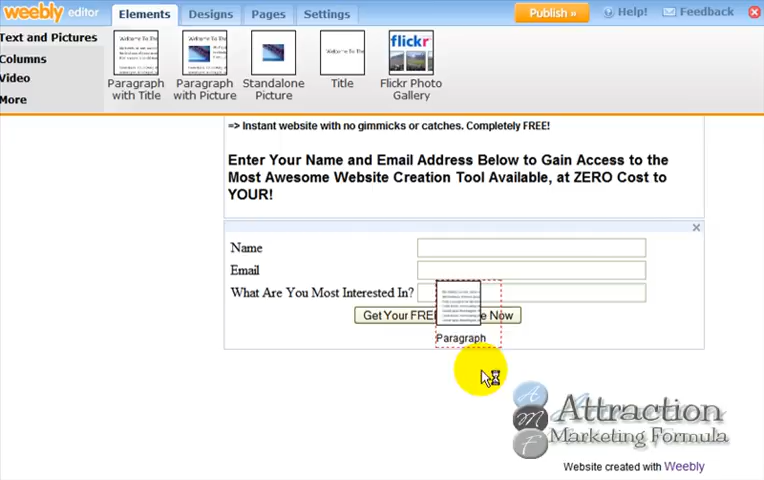 weebly editor
Elements
Designs
Pages
Settings
Publish »
Help!
Feedback
Text and Pictures
Columns
Video
More
Paragraph with Title
Paragraph with Picture
Standalone Picture
Title
flickr
Flickr Photo Gallery
=> Instant website with no gimmicks or catches. Completely FREE!
Enter Your Name and Email Address Below to Gain Access to the
Most Awesome Website Creation Tool Available, at ZERO Cost to
YOUR!
Name
Email
What Are You Most Interested In?
Get Your FREE Now
Paragraph
A
M
F
Attraction
Marketing Formula
Website created with Weebly